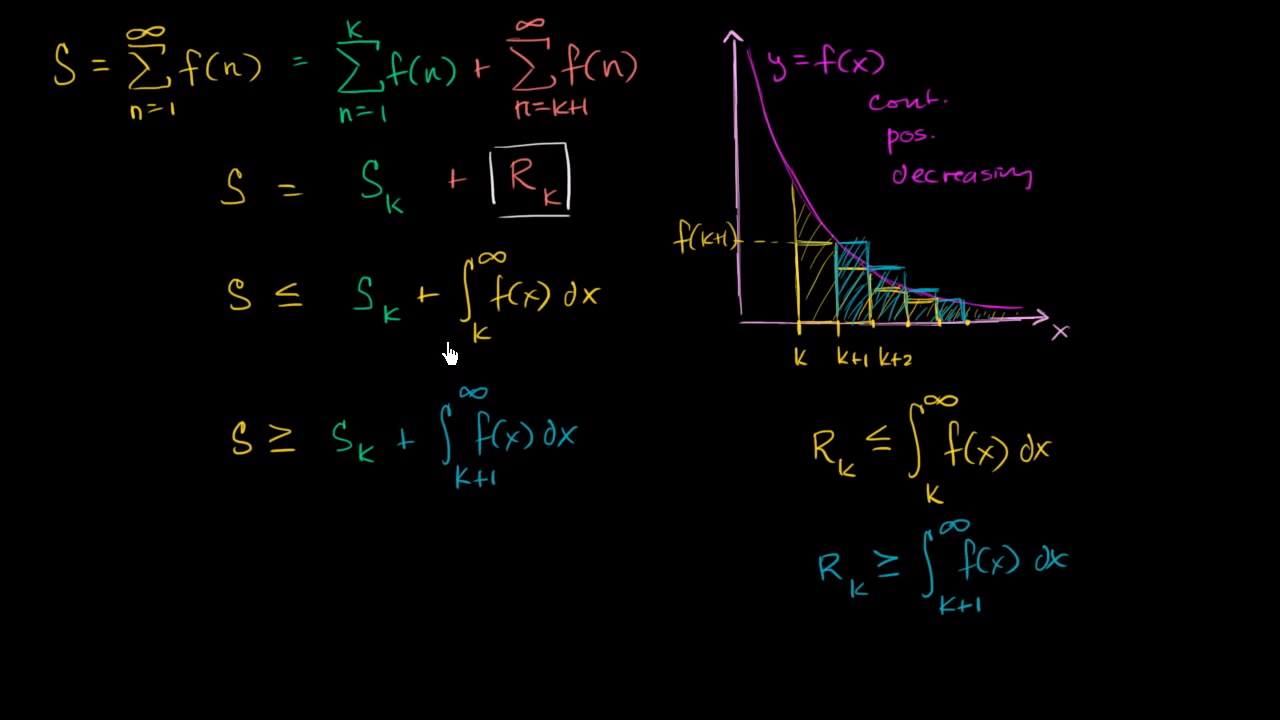 S = ∑_{n=1}^{∞} f(n) = ∑_{n=1}^{k} f(n) + ∑_{n=k+1}^{∞} f(n)
S = S_k + R_k
S ≤ S_k + ∫_k^∞ f(x) dx
S ≥ S_k + ∫_{k+1}^∞ f(x) dx
y = f(x)
cont.
pos.
decreasing
f(k+1)
x
k k+1 k+2
R_k ≤ ∫_k^∞ f(x) dx
R_k ≥ ∫_{k+1}^∞ f(x) dx